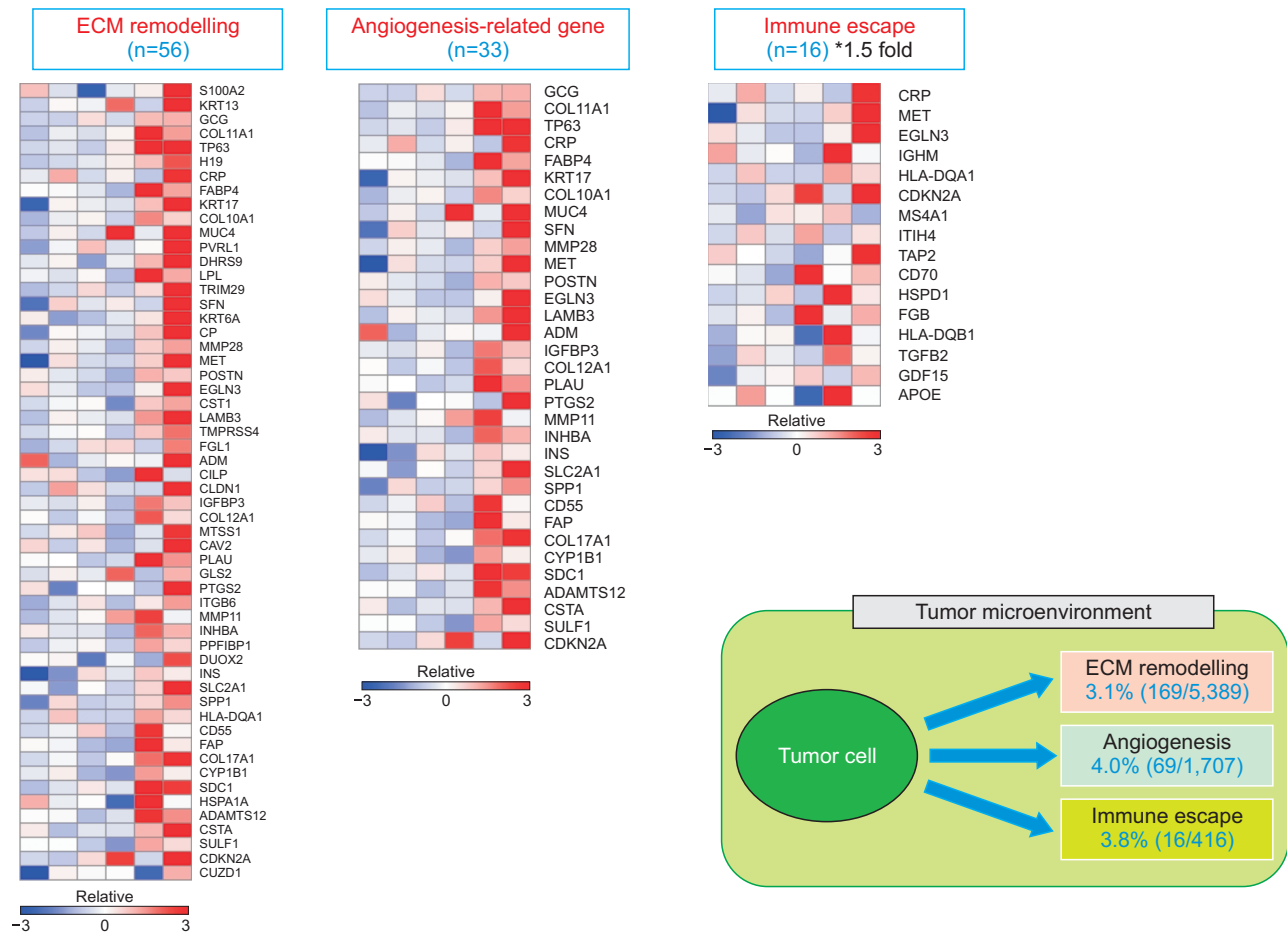 ECM remodelling
(n=56)
S100A2
KRT13
GCG
COL11A1
TP63
H19
CRP
FABP4
KRT17
COL10A1
MUC4
PVRL1
DHRS9
LPL
TRIM29
SFN
KRT6A
CP
MMP28
MET
POSTN
EGLN3
CST1
LAMB3
TMPRSS4
FGL1
ADM
CILP
CLDN1
IGFBP3
COL12A1
MTSS1
CAV2
PLAU
GLS2
PTGS2
ITGB6
MMP11
INHBA
PPFIBP1
DUOX2
INS
SLC2A1
SPP1
HLA-DQA1
CD55
FAP
COL17A1
CYP1B1
SDC1
HSPA1A
ADAMTS12
CSTA
SULF1
CDKN2A
CUZD1
Relative
−3 0 3
Angiogenesis-related gene
(n=33)
GCG
COL11A1
TP63
CRP
FABP4
KRT17
COL10A1
MUC4
SFN
MMP28
MET
POSTN
EGLN3
LAMB3
ADM
IGFBP3
COL12A1
PLAU
PTGS2
MMP11
INHBA
INS
SLC2A1
SPP1
CD55
FAP
COL17A1
CYP1B1
SDC1
ADAMTS12
CSTA
SULF1
CDKN2A
Relative
−3 0 3
Immune escape
(n=16) *1.5 fold
CRP
MET
EGLN3
IGHM
HLA-DQA1
CDKN2A
MS4A1
ITIH4
TAP2
CD70
HSPD1
FGB
HLA-DQB1
TGFB2
GDF15
APOE
Relative
−3 0 3
Tumor microenvironment
Tumor cell
ECM remodelling
3.1% (169/5,389)
Angiogenesis
4.0% (69/1,707)
Immune escape
3.8% (16/416)